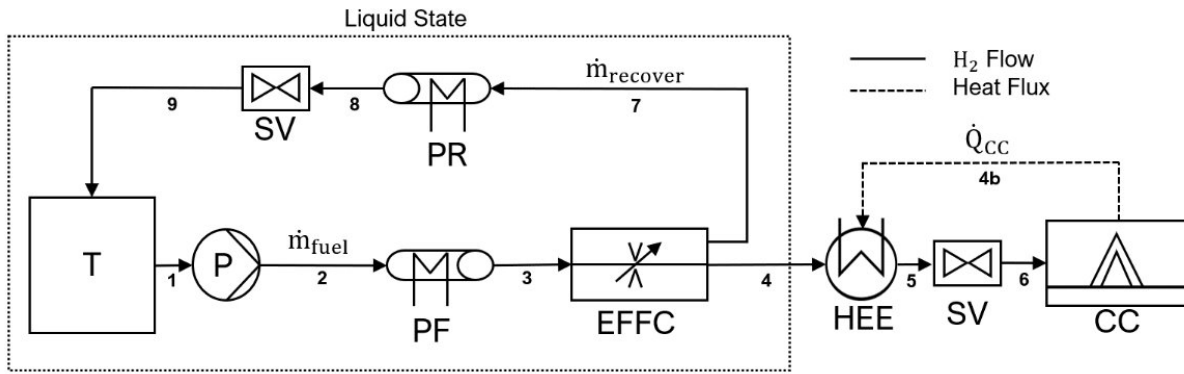 Liquid State
ṁrecover
H₂ Flow
Heat Flux
9
SV
8
PR
7
Q̇CC
4b
T
1
P
ṁfuel
2
PF
3
EFFC
4
HEE
5
SV
6
CC